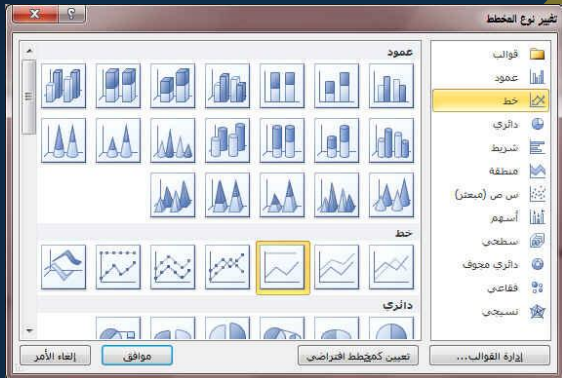 تغيير نوع المخطط
قوالب
عمود
خط
دائري
شريط
منطقة
س ص (مبعثر)
أسهم
سطحي
دائري مجوف
فقاعي
نسيجي
عمود
خط
دائري
إدارة القوالب...
تعيين كمخطط افتراضي
موافق
إلغاء الأمر